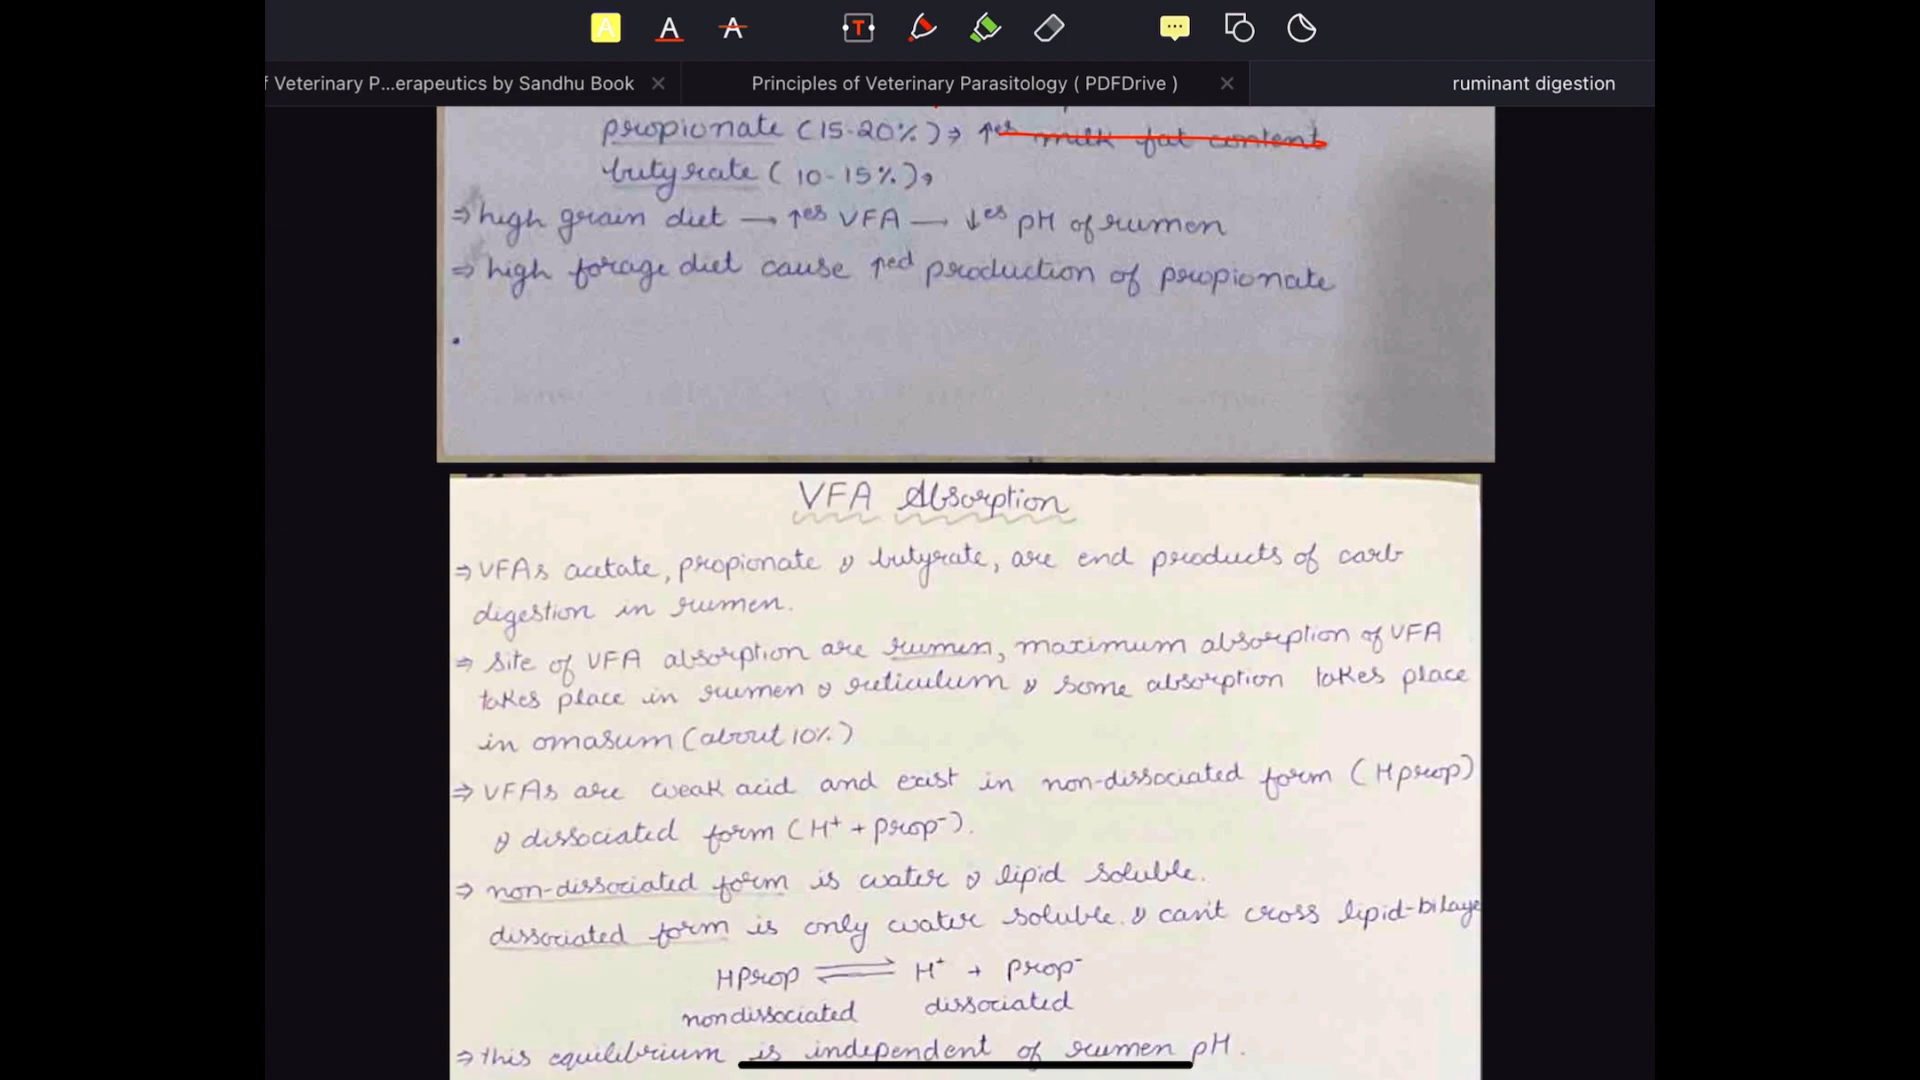 f Veterinary P...erapeutics by Sandhu Book
Principles of Veterinary Parasitology ( PDFDrive )
ruminant digestion
propionate (15-20%) → ↑es milk fat content
butyrate ( 10-15%)→
⇒ high grain diet → ↑es VFA — ↓es pH of rumen
⇒ high forage diet cause ↑ed production of propionate
VFA Absorption
⇒ VFAs acetate, propionate & butyrate, are end products of carb
digestion in rumen.
⇒ Site of VFA absorption are rumen, maximum absorption of VFA
takes place in rumen & reticulum & some absorption takes place
in omasum (about 10%)
⇒ VFAs are weak acid and exist in non-dissociated form (Hprop)
& dissociated form (H⁺ + prop⁻).
⇒ non-dissociated form is water & lipid soluble.
dissociated form is only water soluble. & can't cross lipid-bilaye
HProp ⇌ H⁺ + prop⁻
nondissociated dissociated
⇒ this equilibrium is independent of rumen pH.